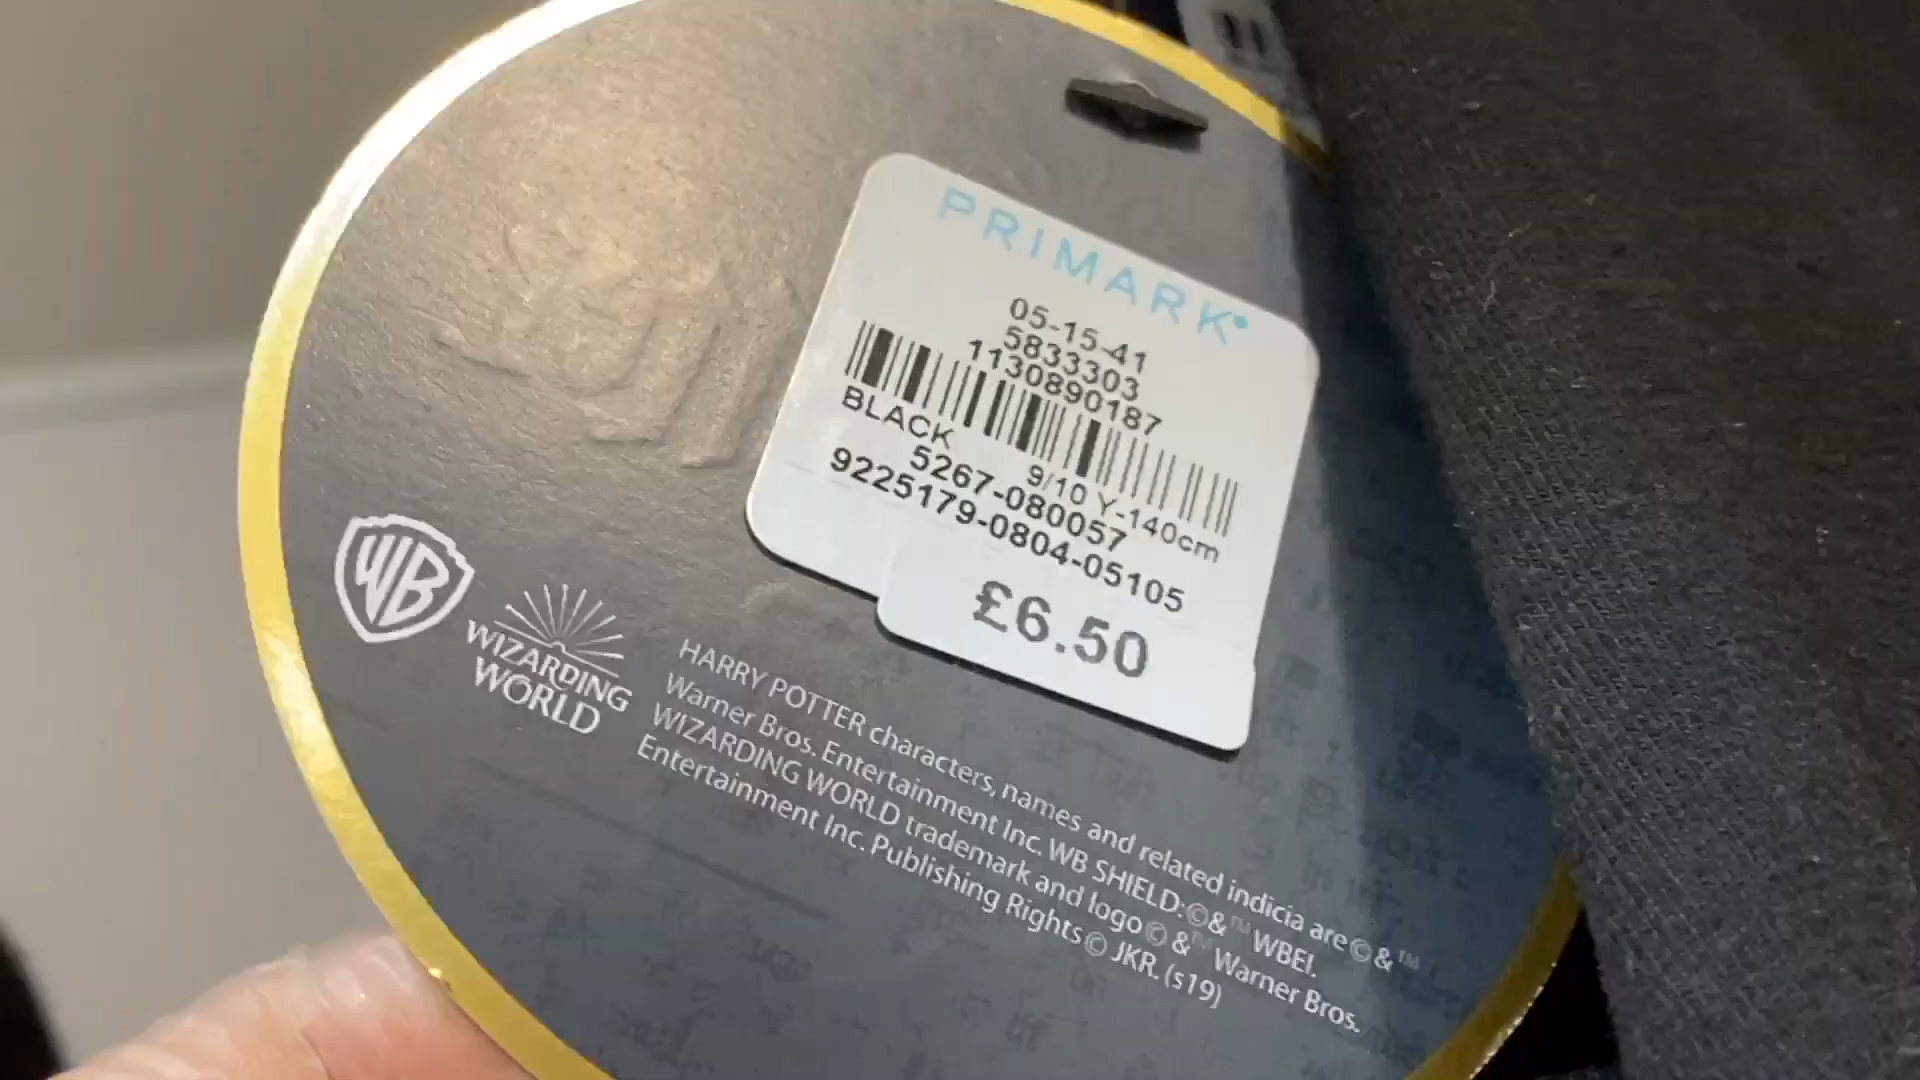 PRIMARK
05-15-41
5833303
1130890187
BLACK
9/10 Y-140cm
5267-080057
9225179-0804-05105
£6.50
WB
WIZARDING
WORLD
HARRY POTTER characters, names and related indicia are © & ™
Warner Bros. Entertainment Inc. WB SHIELD: © & ™ WBEI.
WIZARDING WORLD trademark and logo © & ™ Warner Bros.
Entertainment Inc. Publishing Rights © JKR. (s19)